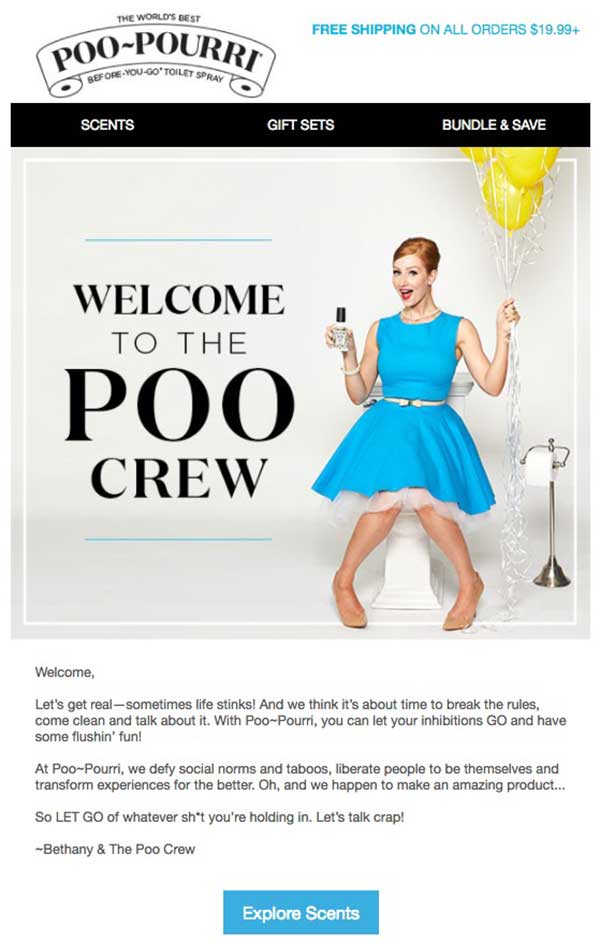 THE WORLD'S BEST
POO~POURRI®
BEFORE-YOU-GO® TOILET SPRAY
FREE SHIPPING ON ALL ORDERS $19.99+
SCENTS
GIFT SETS
BUNDLE & SAVE
WELCOME
TO THE
POO
CREW
Welcome,
Let's get real—sometimes life stinks! And we think it's about time to break the rules,
come clean and talk about it. With Poo~Pourri, you can let your inhibitions GO and have
some flushin' fun!
At Poo~Pourri, we defy social norms and taboos, liberate people to be themselves and
transform experiences for the better. Oh, and we happen to make an amazing product...
So LET GO of whatever sh*t you're holding in. Let's talk crap!
~Bethany & The Poo Crew
Explore Scents